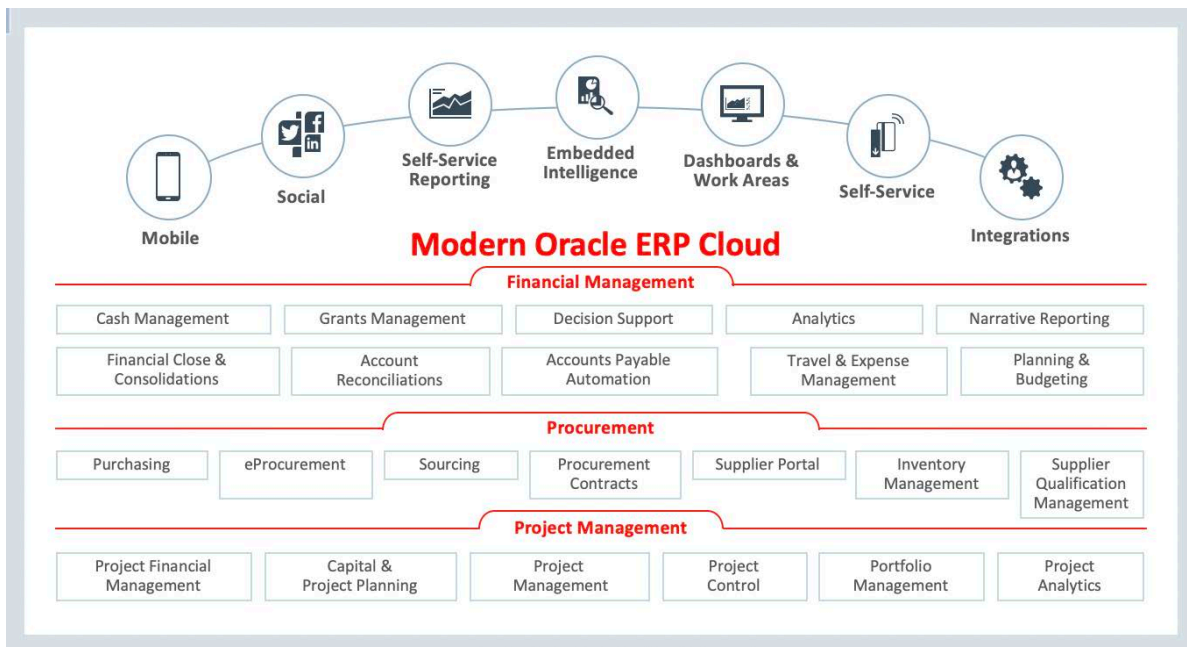 Mobile
Social
Self-Service
Reporting
Embedded
Intelligence
Dashboards &
Work Areas
Self-Service
Integrations
Modern Oracle ERP Cloud
Financial Management
Cash Management
Grants Management
Decision Support
Analytics
Narrative Reporting
Financial Close &
Consolidations
Account
Reconciliations
Accounts Payable
Automation
Travel & Expense
Management
Planning &
Budgeting
Procurement
Purchasing
eProcurement
Sourcing
Procurement
Contracts
Supplier Portal
Inventory
Management
Supplier
Qualification
Management
Project Management
Project Financial
Management
Capital &
Project Planning
Project
Management
Project
Control
Portfolio
Management
Project
Analytics